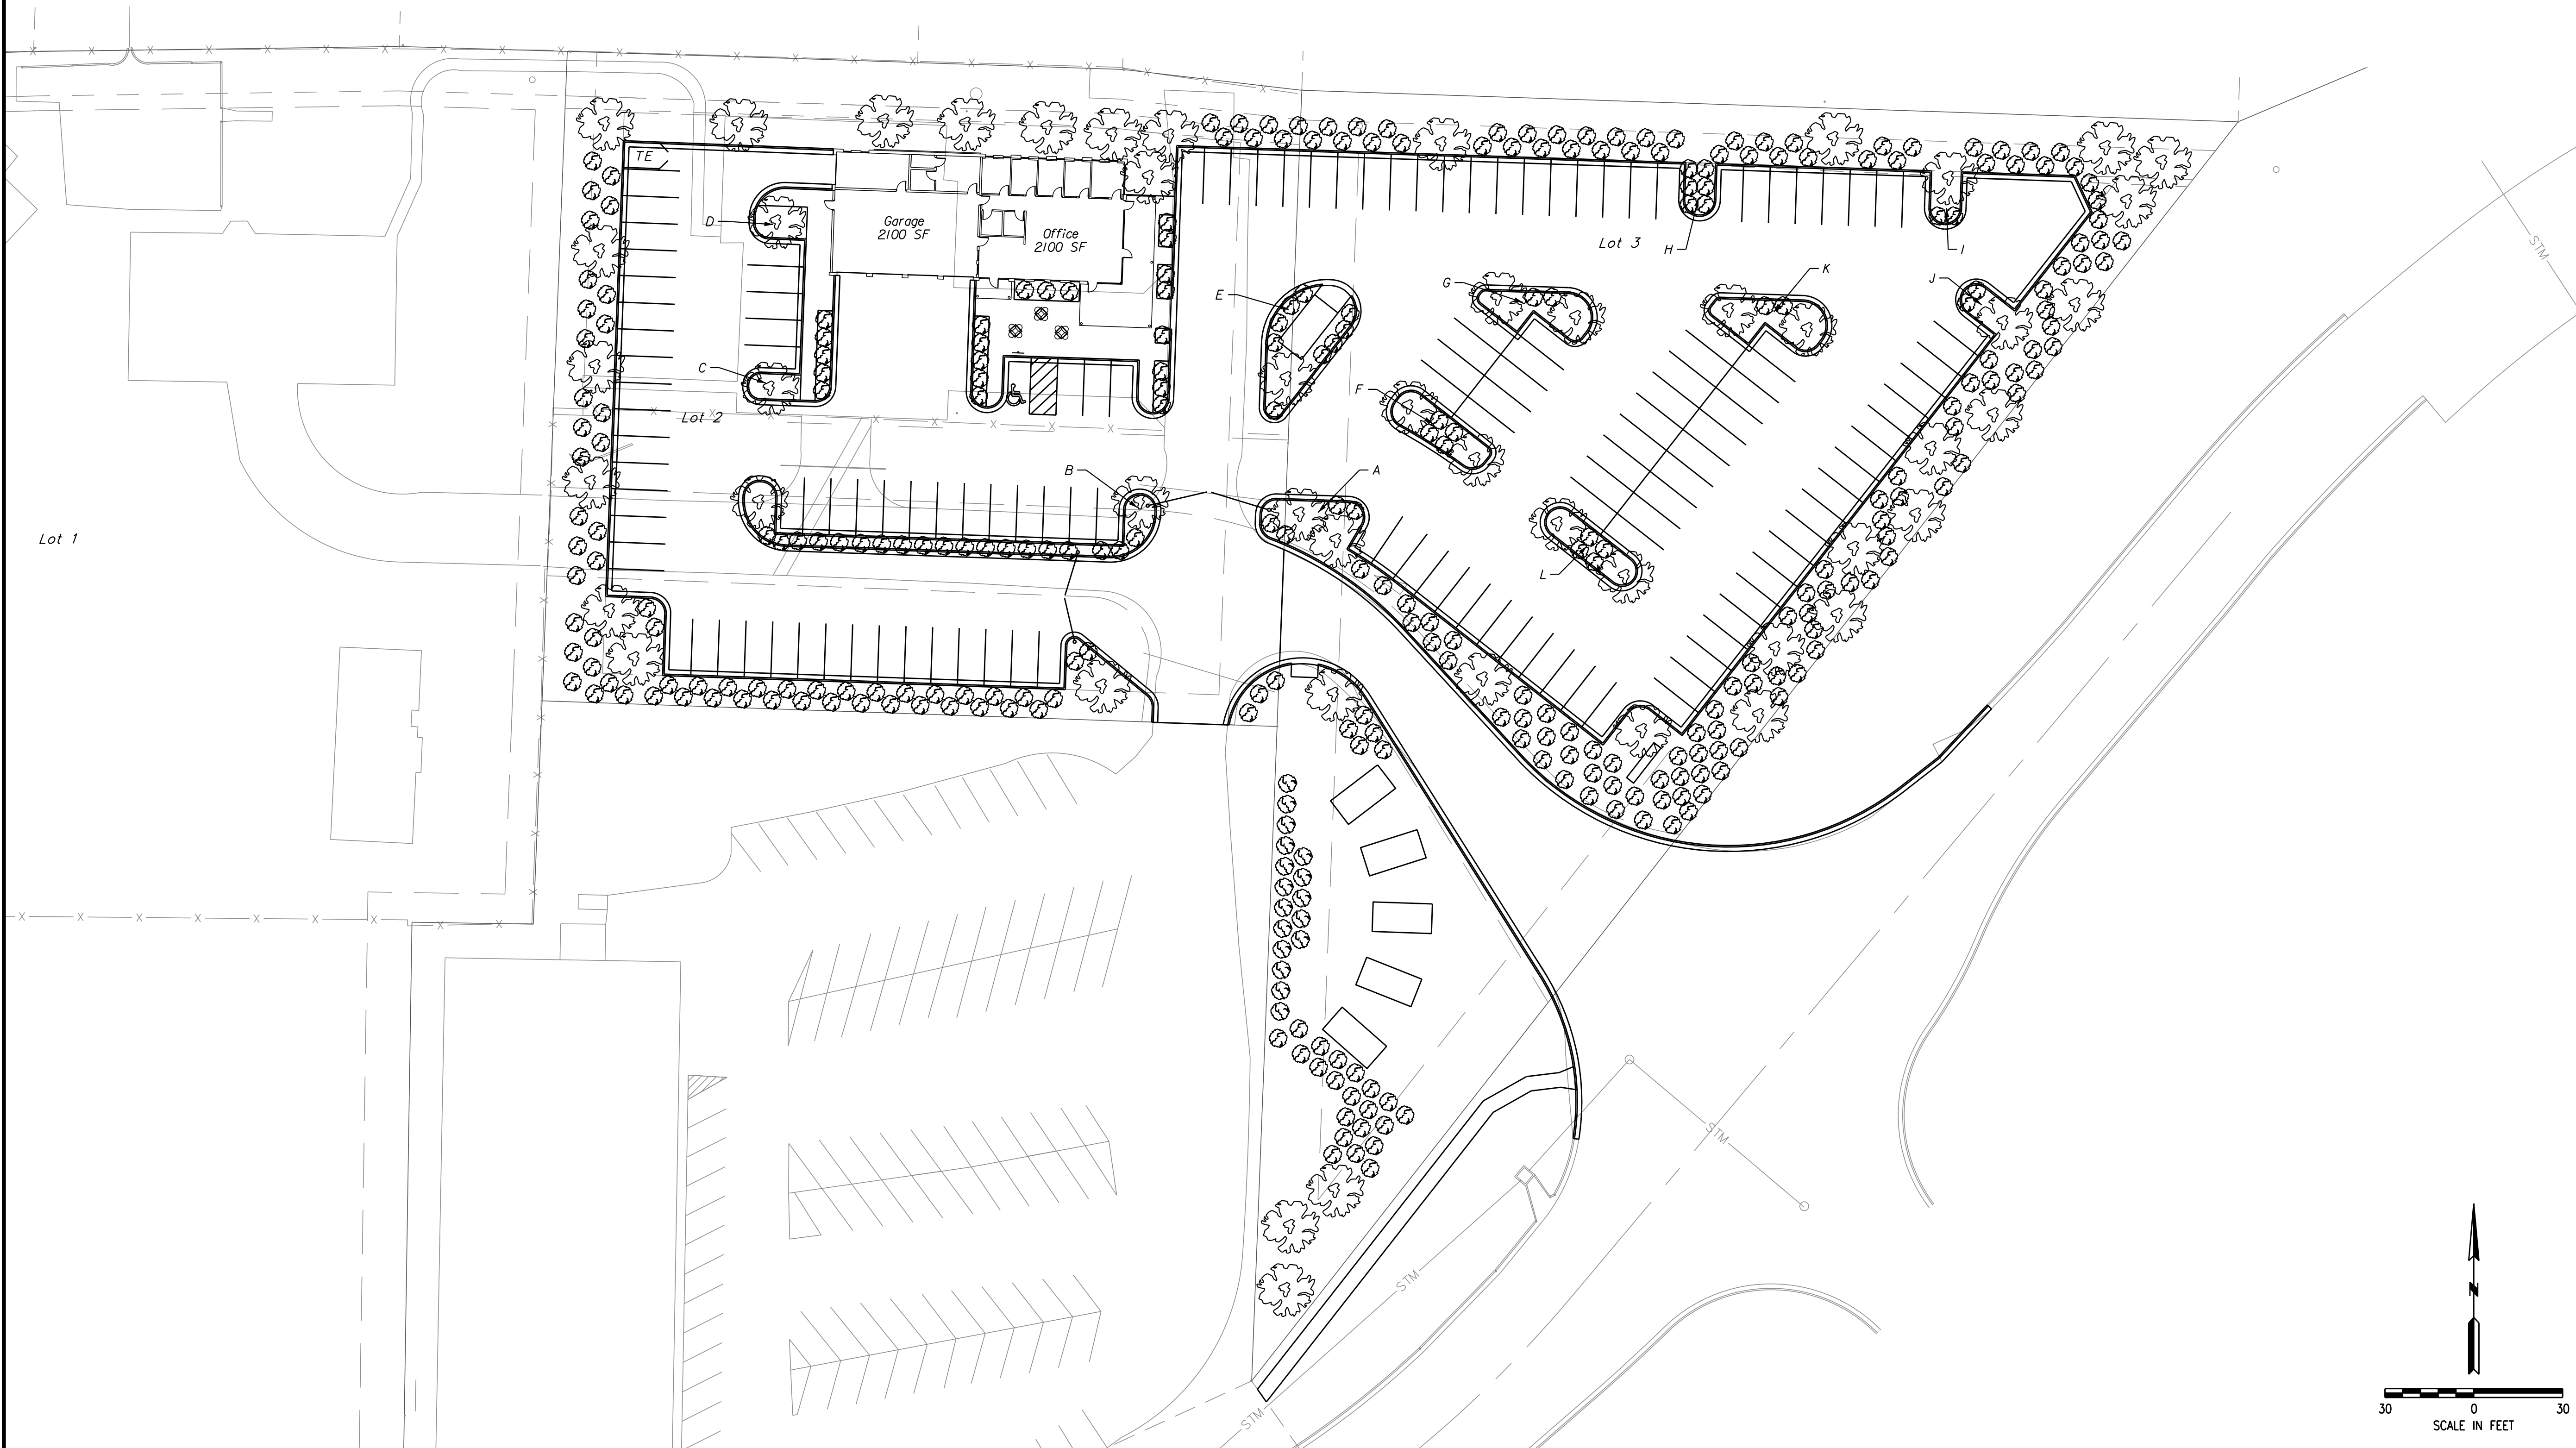 TE
D
Garage
2100 SF
Office
2100 SF
Lot 3
H
I
STM
E
G
K
J
C
Lot 2
F
B
A
Lot 1
L
STM
STM
STM
N
30 0 30
SCALE IN FEET